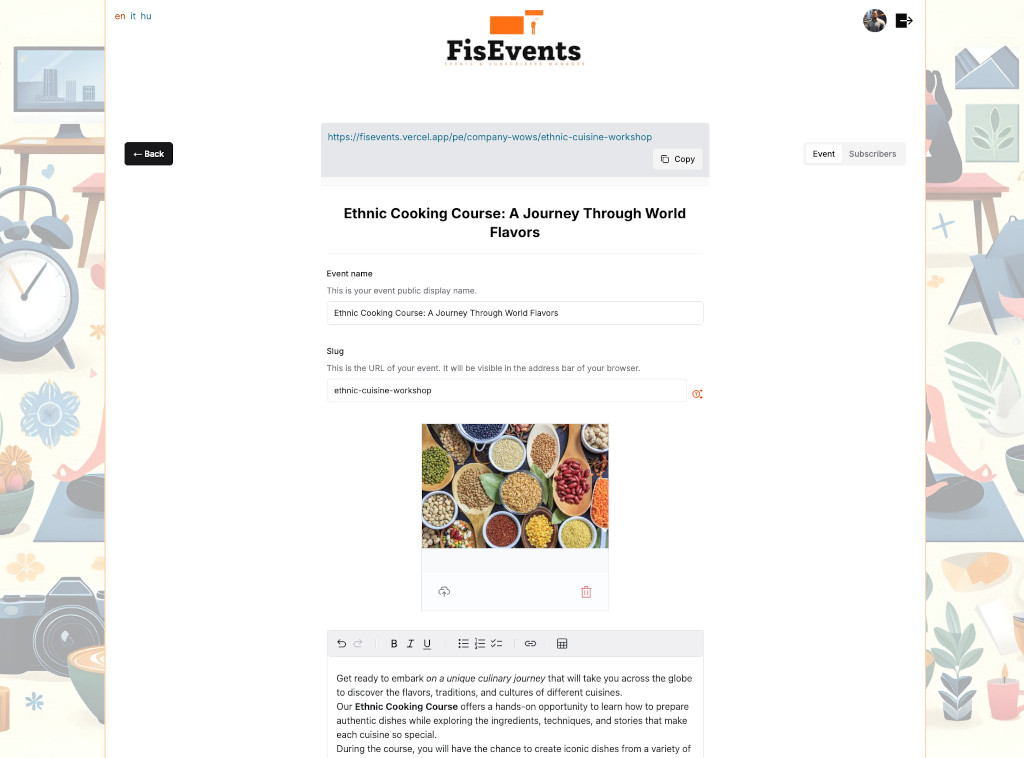 en it hu
FisEvents
EVENTS & SUBSCRIBERS MANAGER
https://fisevents.vercel.app/pe/company-wows/ethnic-cuisine-workshop
← Back
Copy
Event Subscribers
Ethnic Cooking Course: A Journey Through World
Flavors
Event name
This is your event public display name.
Ethnic Cooking Course: A Journey Through World Flavors
Slug
This is the URL of your event. It will be visible in the address bar of your browser.
ethnic-cuisine-workshop
B I U
Get ready to embark on a unique culinary journey that will take you across the globe
to discover the flavors, traditions, and cultures of different cuisines.
Our Ethnic Cooking Course offers a hands-on opportunity to learn how to prepare
authentic dishes while exploring the ingredients, techniques, and stories that make
each cuisine so special.
During the course, you will have the chance to create iconic dishes from a variety of